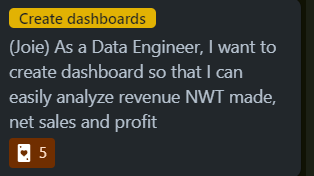 Create dashboards
(Joie) As a Data Engineer, I want to
create dashboard so that I can
easily analyze revenue NWT made,
net sales and profit
5